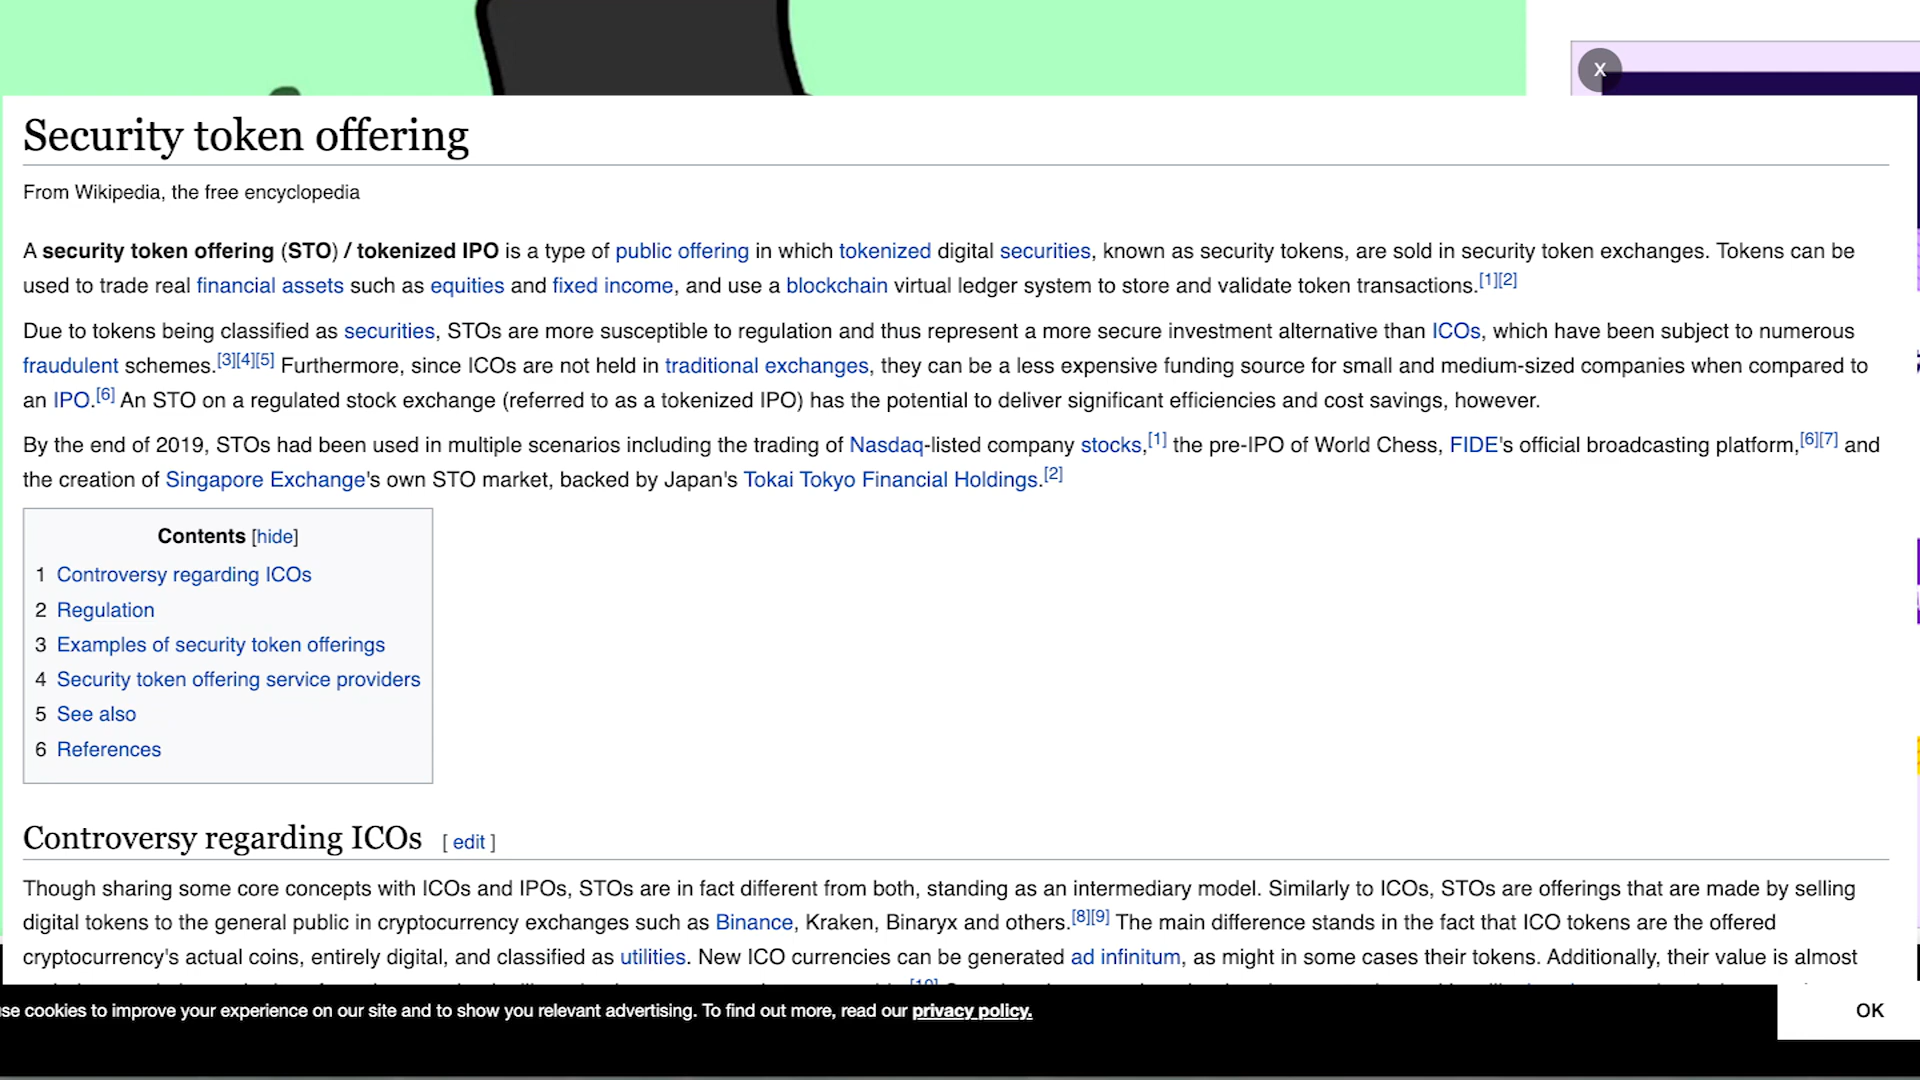 X
Security token offering
From Wikipedia, the free encyclopedia
A security token offering (STO) / tokenized IPO is a type of public offering in which tokenized digital securities, known as security tokens, are sold in security token exchanges. Tokens can be
used to trade real financial assets such as equities and fixed income, and use a blockchain virtual ledger system to store and validate token transactions.[1][2]
Due to tokens being classified as securities, STOs are more susceptible to regulation and thus represent a more secure investment alternative than ICOs, which have been subject to numerous
fraudulent schemes.[3][4][5] Furthermore, since ICOs are not held in traditional exchanges, they can be a less expensive funding source for small and medium-sized companies when compared to
an IPO.[6] An STO on a regulated stock exchange (referred to as a tokenized IPO) has the potential to deliver significant efficiencies and cost savings, however.
By the end of 2019, STOs had been used in multiple scenarios including the trading of Nasdaq-listed company stocks,[1] the pre-IPO of World Chess, FIDE's official broadcasting platform,[6][7] and
the creation of Singapore Exchange's own STO market, backed by Japan's Tokai Tokyo Financial Holdings.[2]
Contents [hide]
1 Controversy regarding ICOs
2 Regulation
3 Examples of security token offerings
4 Security token offering service providers
5 See also
6 References
Controversy regarding ICOs [ edit ]
Though sharing some core concepts with ICOs and IPOs, STOs are in fact different from both, standing as an intermediary model. Similarly to ICOs, STOs are offerings that are made by selling
digital tokens to the general public in cryptocurrency exchanges such as Binance, Kraken, Binaryx and others.[8][9] The main difference stands in the fact that ICO tokens are the offered
cryptocurrency's actual coins, entirely digital, and classified as utilities. New ICO currencies can be generated ad infinitum, as might in some cases their tokens. Additionally, their value is almost
se cookies to improve your experience on our site and to show you relevant advertising. To find out more, read our privacy policy.
OK